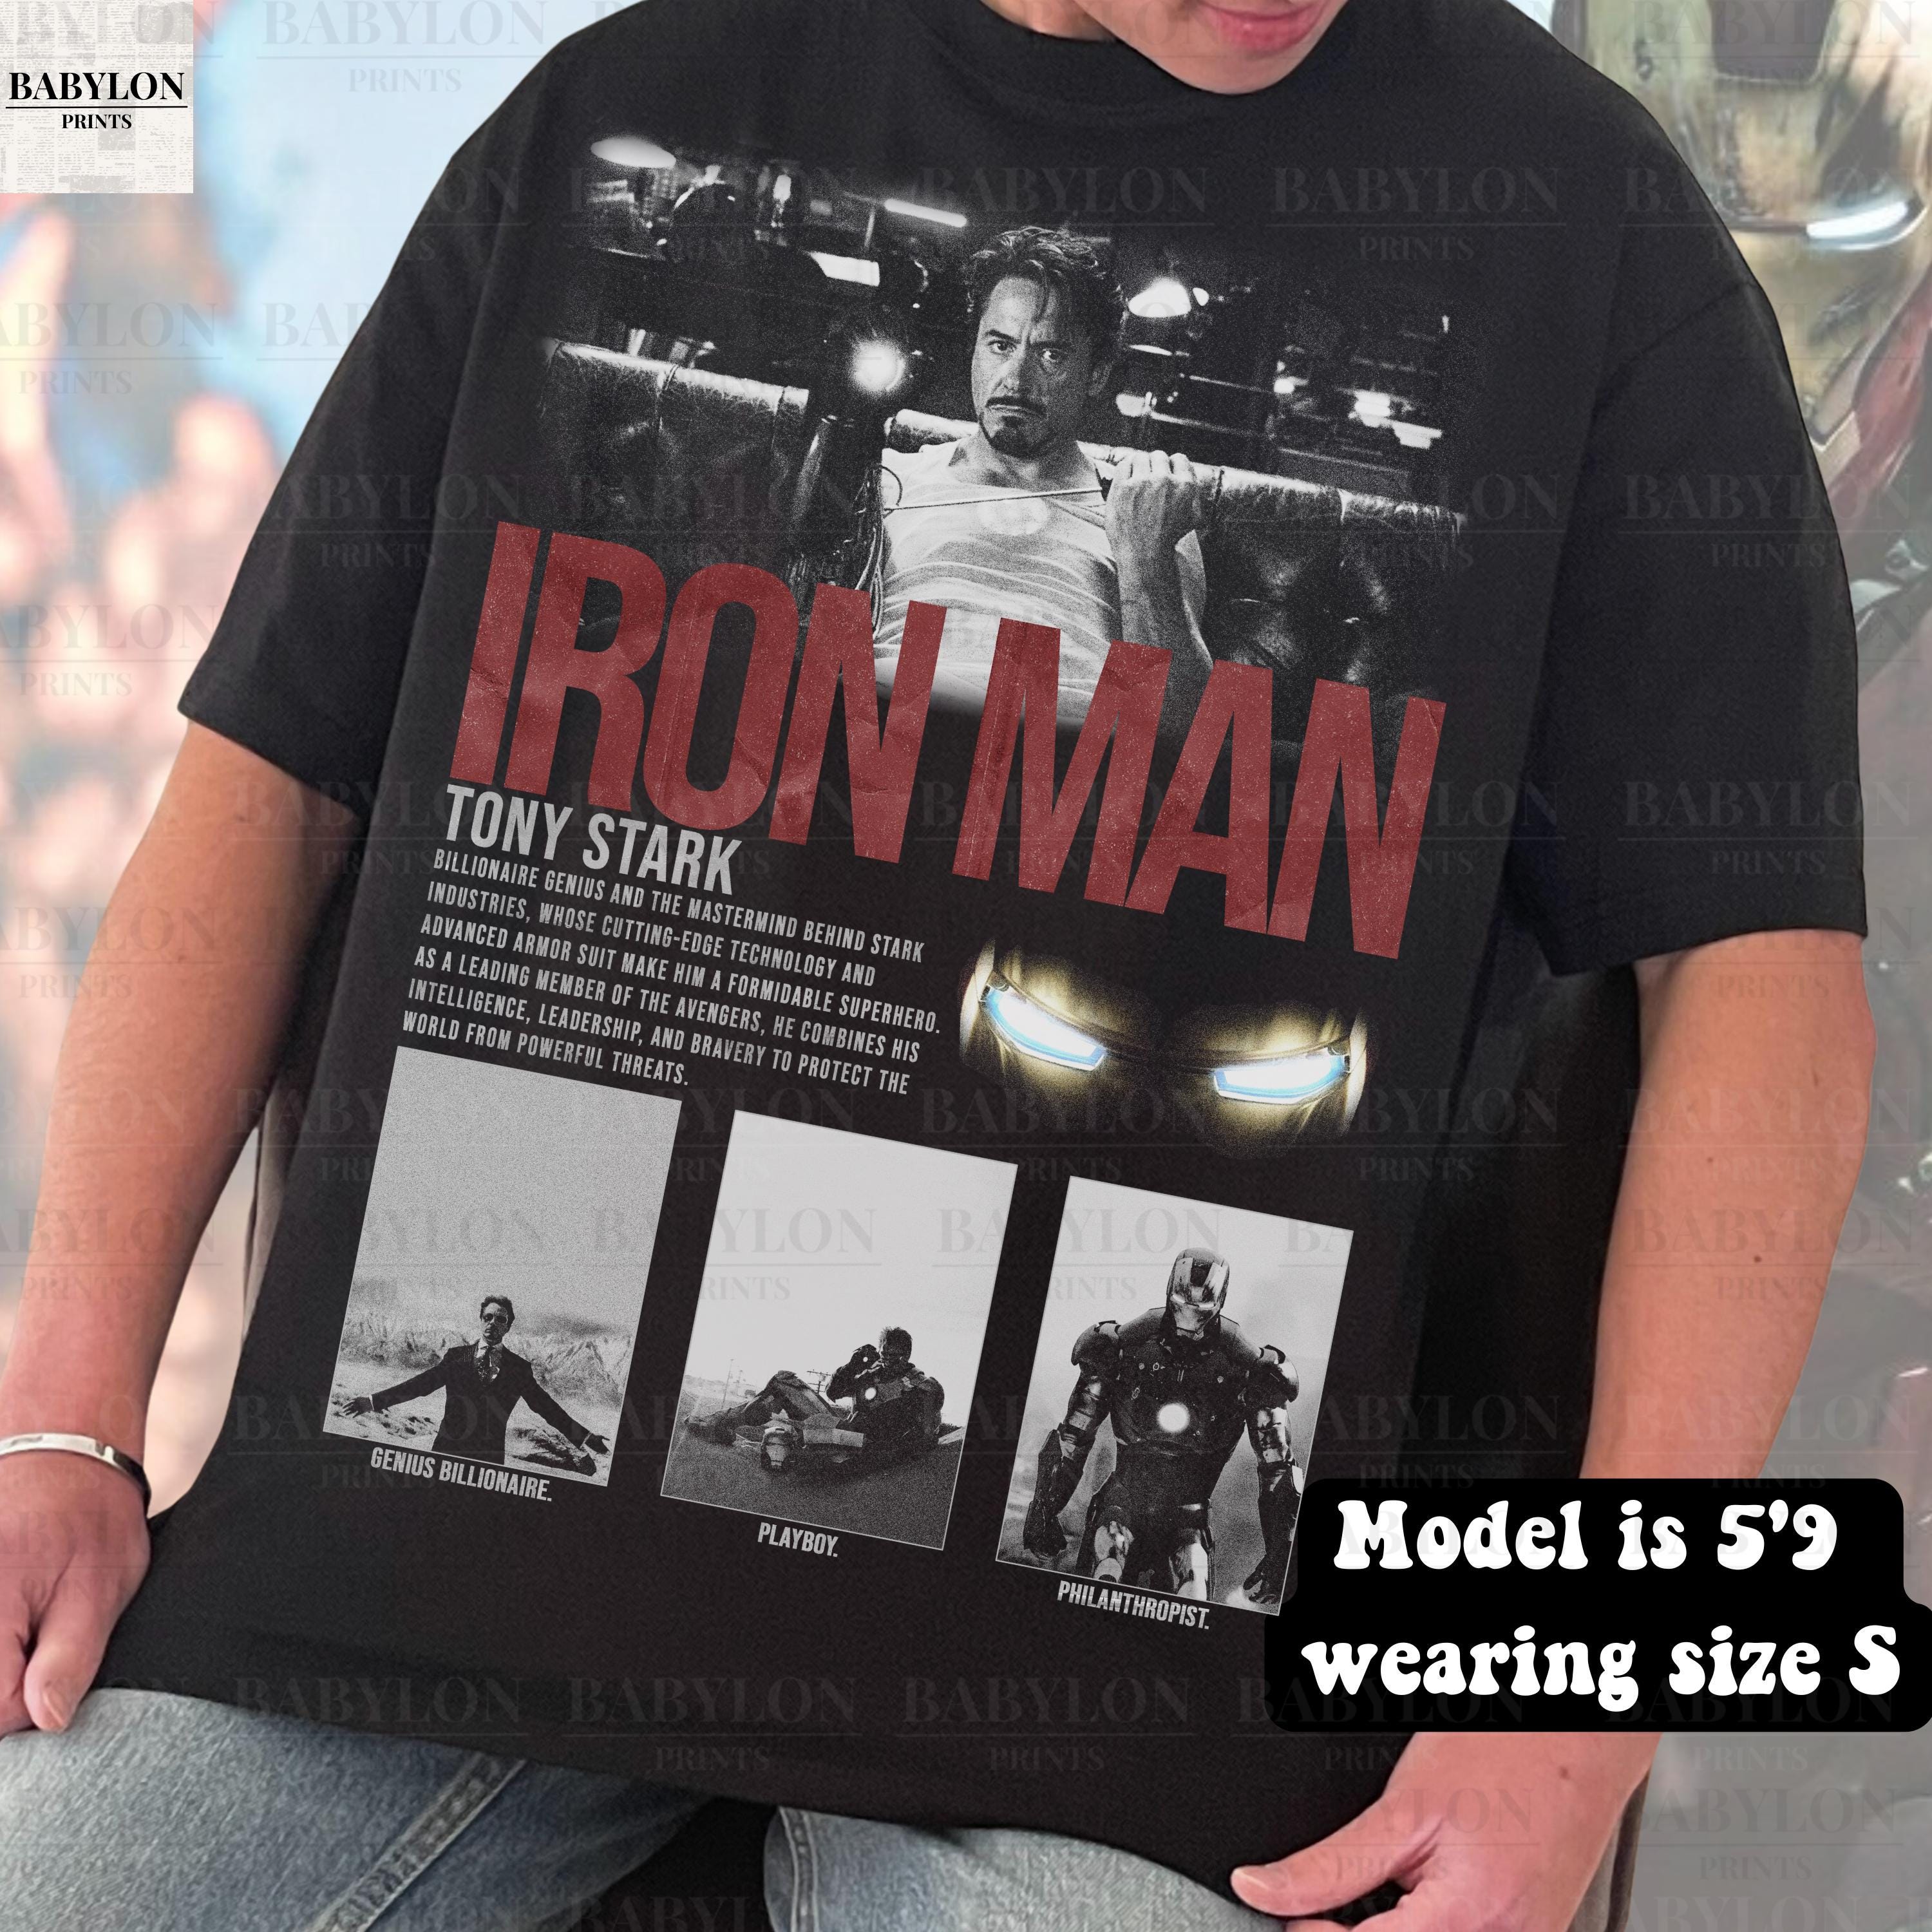 BABYLON
PRINTS
IRON MAN
TONY STARK
BILLIONAIRE GENIUS AND THE MASTERMIND BEHIND STARK
INDUSTRIES, WHOSE CUTTING-EDGE TECHNOLOGY AND
ADVANCED ARMOR SUIT MAKE HIM A FORMIDABLE SUPERHERO.
AS A LEADING MEMBER OF THE AVENGERS, HE COMBINES HIS
INTELLIGENCE, LEADERSHIP, AND BRAVERY TO PROTECT THE
WORLD FROM POWERFUL THREATS.
GENIUS BILLIONAIRE.
PLAYBOY.
PHILANTHROPIST.
Model is 5'9
wearing size S